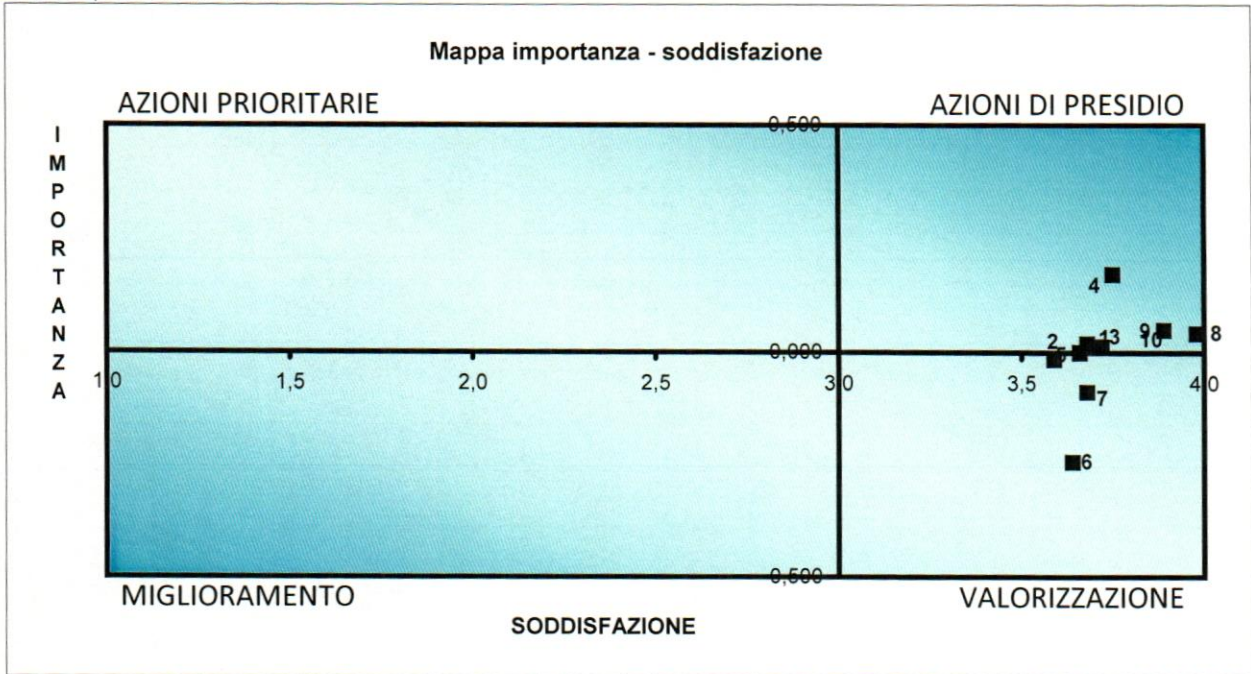 Mappa importanza - soddisfazione
AZIONI PRIORITARIE
AZIONI DI PRESIDIO
IMPORTANZA
0,500
4
9
10
8
2
13
5
0,000
1,0
1,5
2,0
2,5
3,0
3,5
4,0
7
6
0,500
MIGLIORAMENTO
VALORIZZAZIONE
SODDISFAZIONE